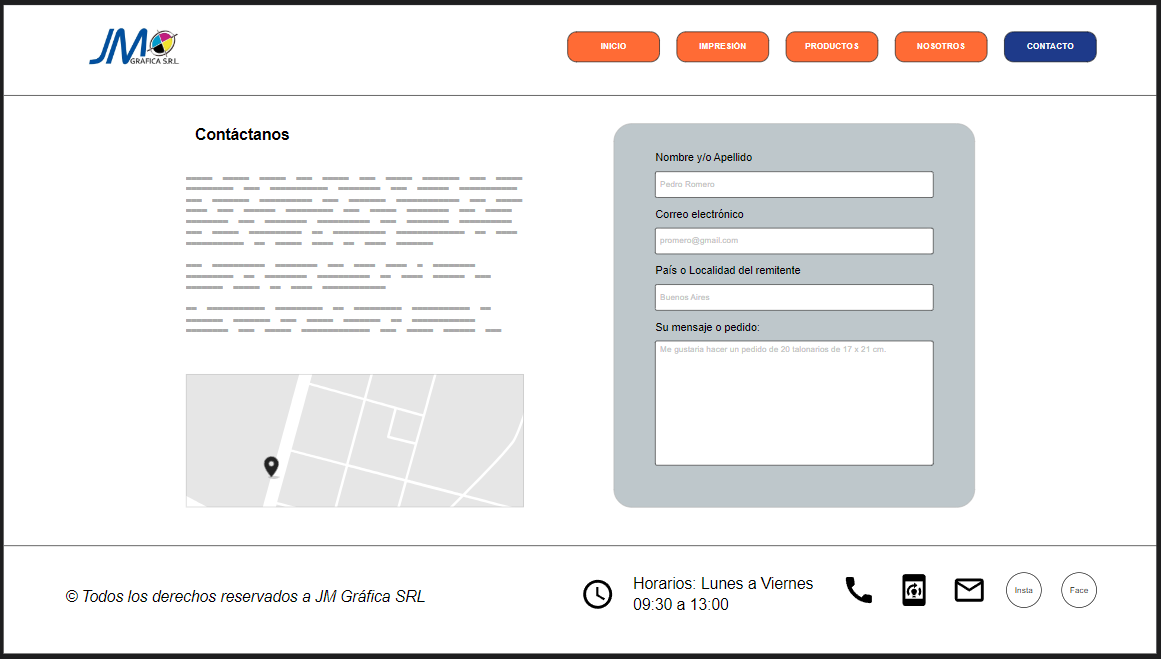 JM
GRAFICA S.R.L.
INICIO
IMPRESIÓN
PRODUCTOS
NOSOTROS
CONTACTO
Contáctanos
Nombre y/o Apellido
Pedro Romero
Correo electrónico
promero@gmail.com
País o Localidad del remitente
Buenos Aires
Su mensaje o pedido:
Me gustaria hacer un pedido de 20 talonarios de 17 x 21 cm.
© Todos los derechos reservados a JM Gráfica SRL
Horarios: Lunes a Viernes
09:30 a 13:00
Insta
Face